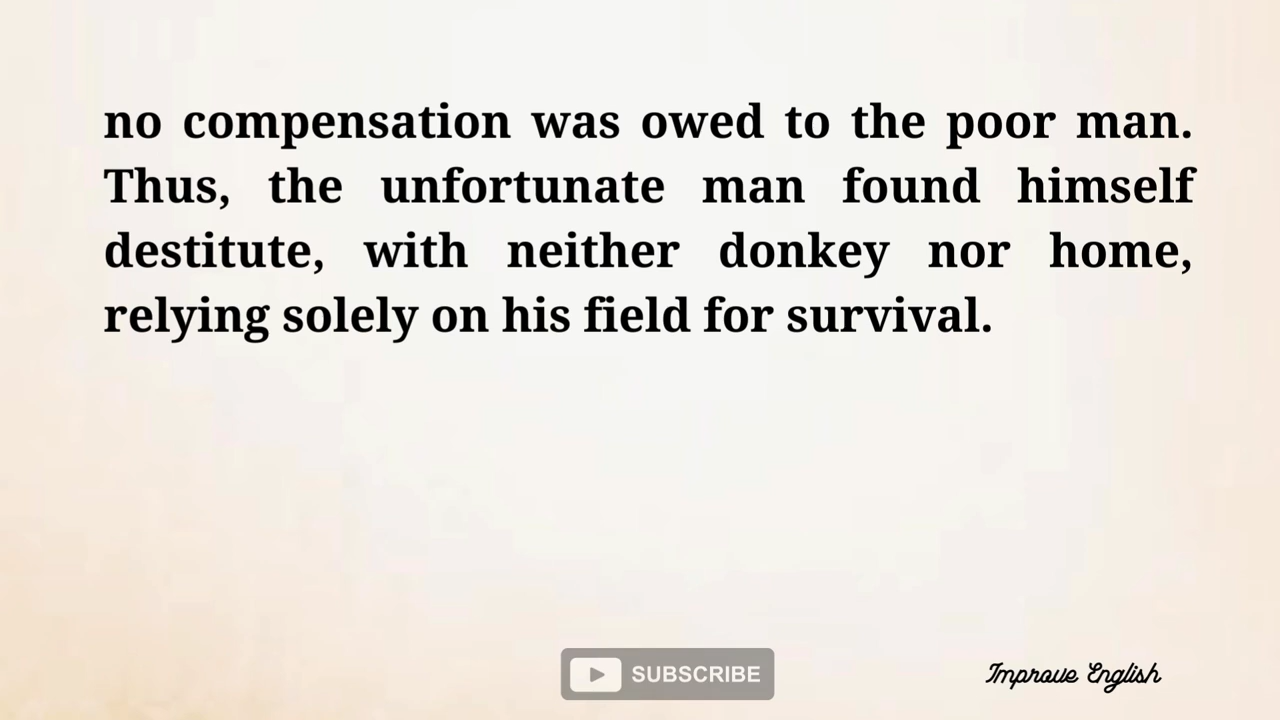 no compensation was owed to the poor man.
Thus, the unfortunate man found himself
destitute, with neither donkey nor home,
relying solely on his field for survival.
SUBSCRIBE
Improve English